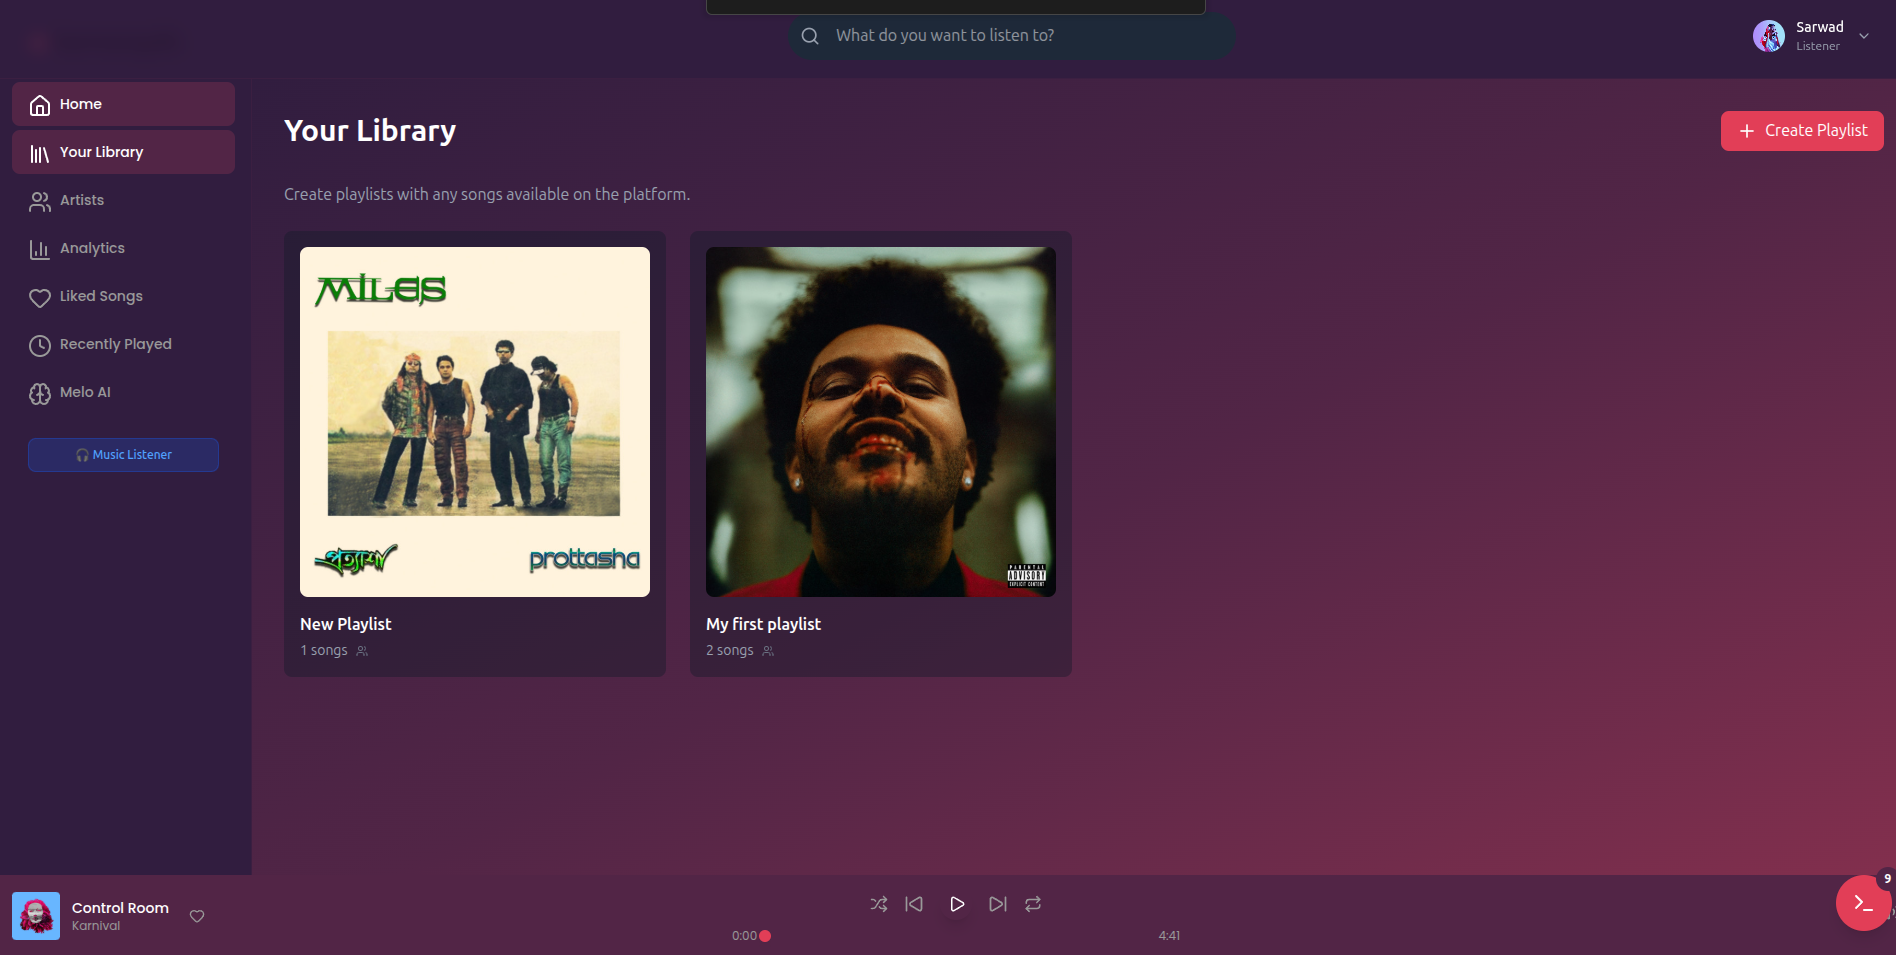 What do you want to listen to?
Sarwad
Listener
Home
Your Library
Artists
Analytics
Liked Songs
Recently Played
Melo AI
🎧 Music Listener
Your Library
Create Playlist
Create playlists with any songs available on the platform.
MILES
প্রত্যাশা
prottasha
New Playlist
1 songs
PARENTAL
ADVISORY
EXPLICIT CONTENT
My first playlist
2 songs
Control Room
Karnival
0:00
4:41
9